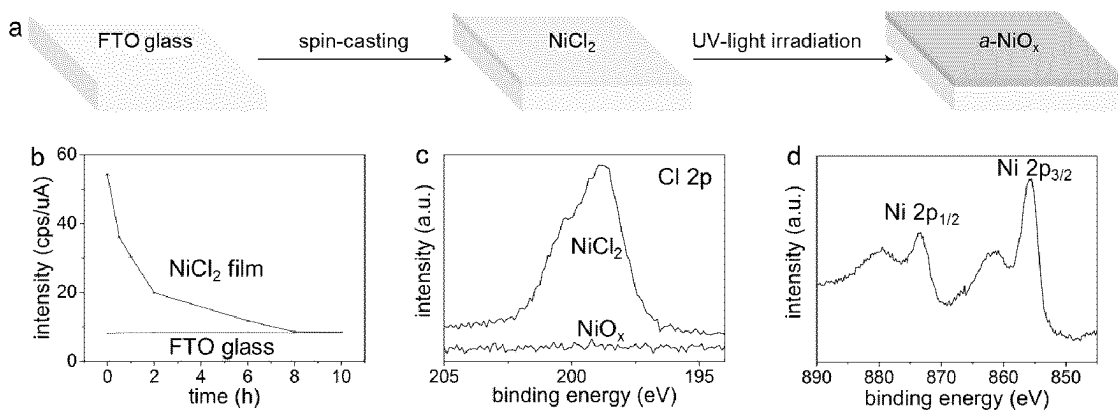 a
FTO glass
spin-casting
NiCl₂
UV-light irradiation
a-NiOₓ
b
intensity (cps/uA)
60
40
20
0
NiCl₂ film
FTO glass
0 2 4 6 8 10
time (h)
c
intensity (a.u.)
Cl 2p
NiCl₂
NiOₓ
205 199 194
binding energy (eV)
d
intensity (a.u.)
Ni 2p₁/₂
Ni 2p₃/₂
890 880 870 860 850
binding energy (eV)